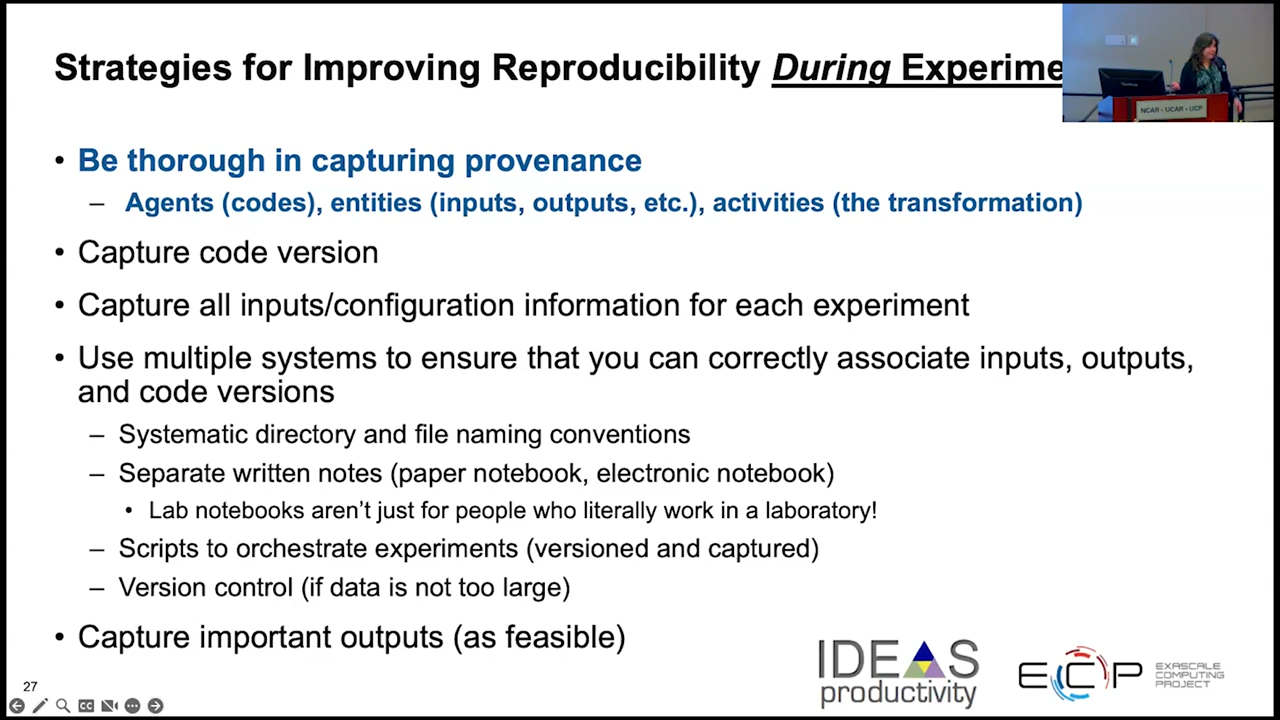 Strategies for Improving Reproducibility During Experime
NCAR - UCAR - UCP
• Be thorough in capturing provenance
– Agents (codes), entities (inputs, outputs, etc.), activities (the transformation)
• Capture code version
• Capture all inputs/configuration information for each experiment
• Use multiple systems to ensure that you can correctly associate inputs, outputs,
and code versions
– Systematic directory and file naming conventions
– Separate written notes (paper notebook, electronic notebook)
• Lab notebooks aren't just for people who literally work in a laboratory!
– Scripts to orchestrate experiments (versioned and captured)
– Version control (if data is not too large)
• Capture important outputs (as feasible)
IDEAS
productivity
ECP
EXASCALE
COMPUTING
PROJECT
27
CC